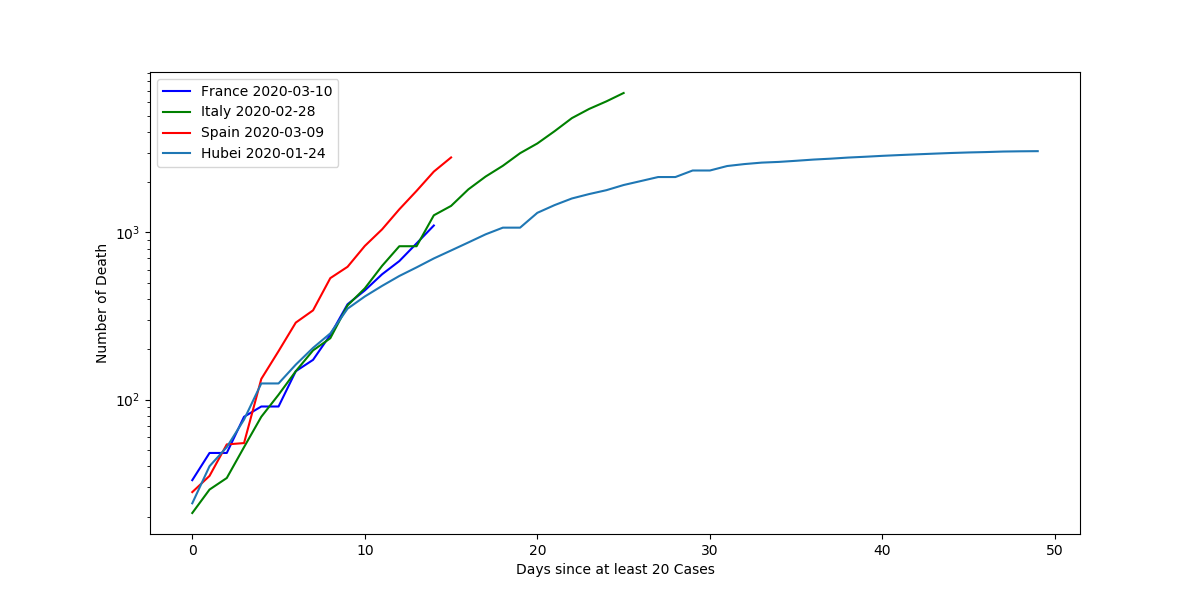 France 2020-03-10
Italy 2020-02-28
Spain 2020-03-09
Hubei 2020-01-24
Number of Death
10³
10²
0 10 20 30 40 50
Days since at least 20 Cases